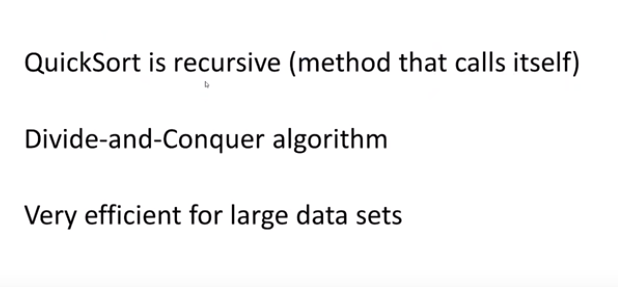 QuickSort is recursive (method that calls itself)
Divide-and-Conquer algorithm
Very efficient for large data sets